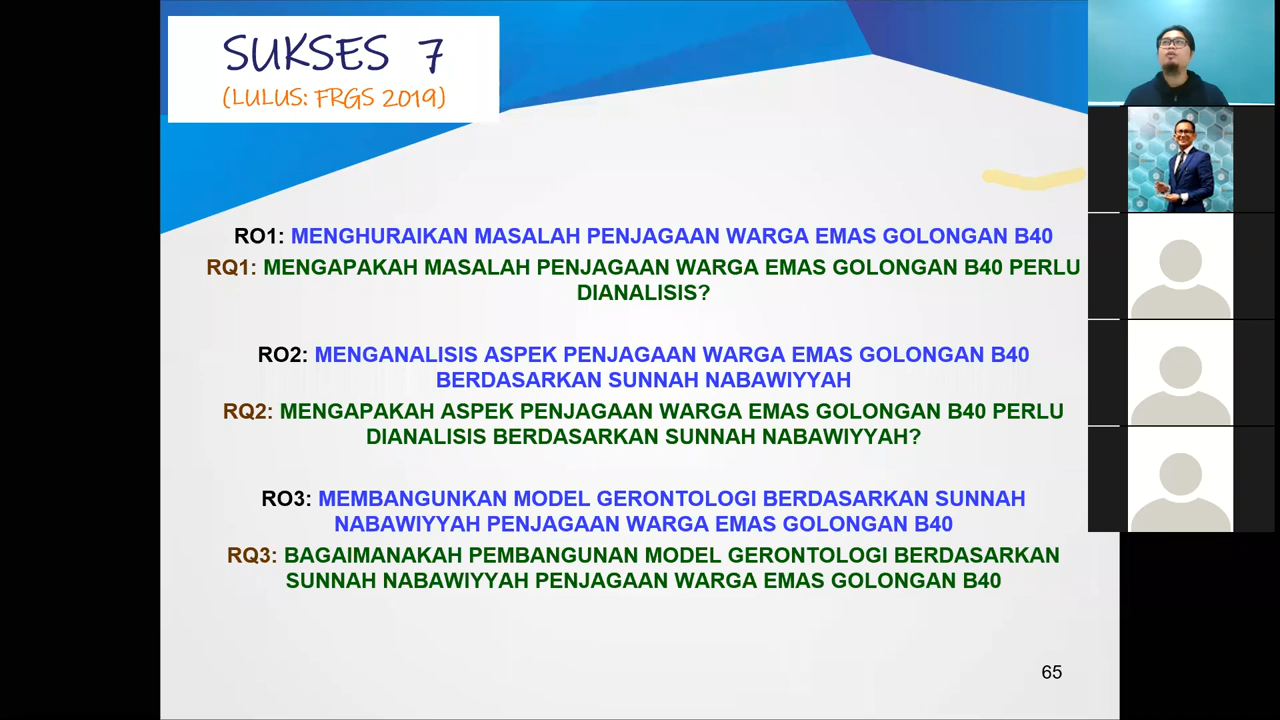 SUKSES 7
(LULUS: FRGS 2019)
RO1: MENGHURAIKAN MASALAH PENJAGAAN WARGA EMAS GOLONGAN B40
RQ1: MENGAPAKAH MASALAH PENJAGAAN WARGA EMAS GOLONGAN B40 PERLU
DIANALISIS?
RO2: MENGANALISIS ASPEK PENJAGAAN WARGA EMAS GOLONGAN B40
BERDASARKAN SUNNAH NABAWIYYAH
RQ2: MENGAPAKAH ASPEK PENJAGAAN WARGA EMAS GOLONGAN B40 PERLU
DIANALISIS BERDASARKAN SUNNAH NABAWIYYAH?
RO3: MEMBANGUNKAN MODEL GERONTOLOGI BERDASARKAN SUNNAH
NABAWIYYAH PENJAGAAN WARGA EMAS GOLONGAN B40
RQ3: BAGAIMANAKAH PEMBANGUNAN MODEL GERONTOLOGI BERDASARKAN
SUNNAH NABAWIYYAH PENJAGAAN WARGA EMAS GOLONGAN B40
65